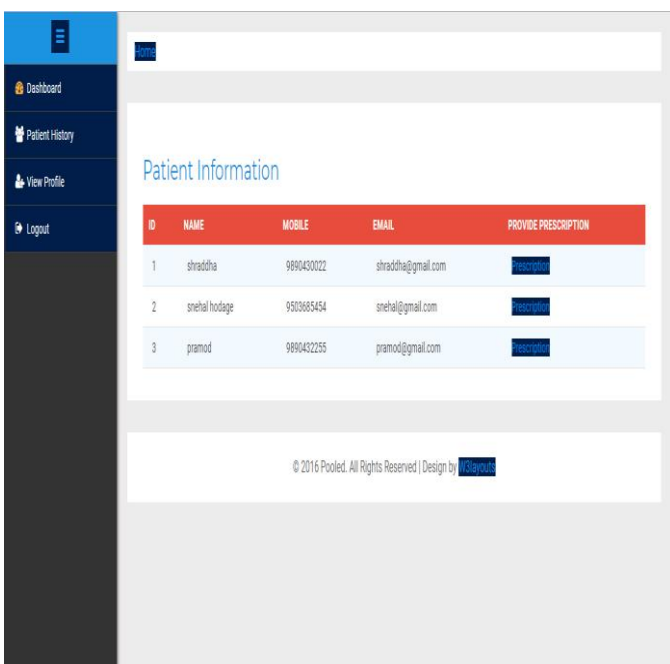 Home
Dashboard
Patient History
View Profile
Logout
Patient Information
ID NAME MOBILE EMAIL PROVIDE PRESCRIPTION
1 shraddha 9890430022 shraddha@gmail.com Prescription
2 snehal hodage 9503685454 snehal@gmail.com Prescription
3 pramod 9890432255 pramod@gmail.com Prescription
© 2016 Pooled. All Rights Reserved | Design by W3layouts